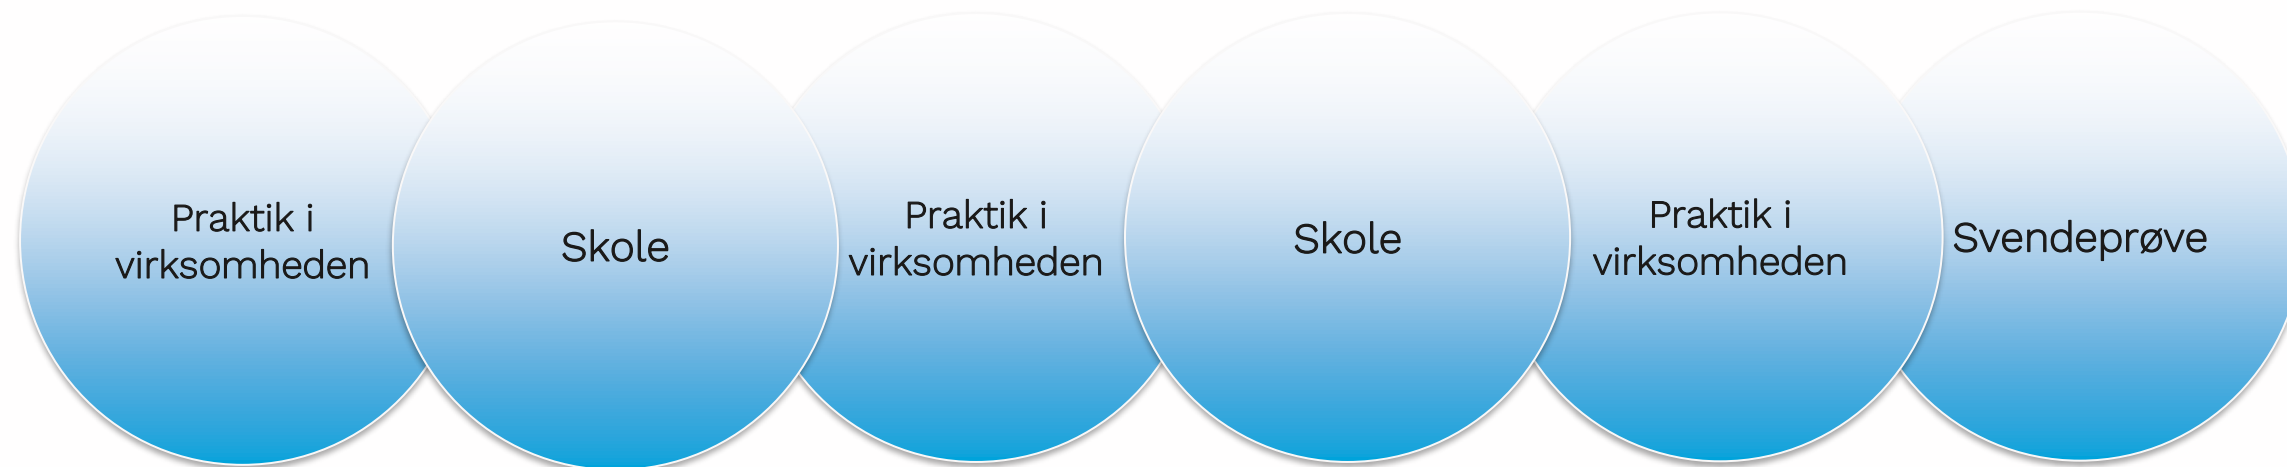 Praktik i
virksomheden
Skole
Praktik i
virksomheden
Skole
Praktik i
virksomheden
Svendeprøve